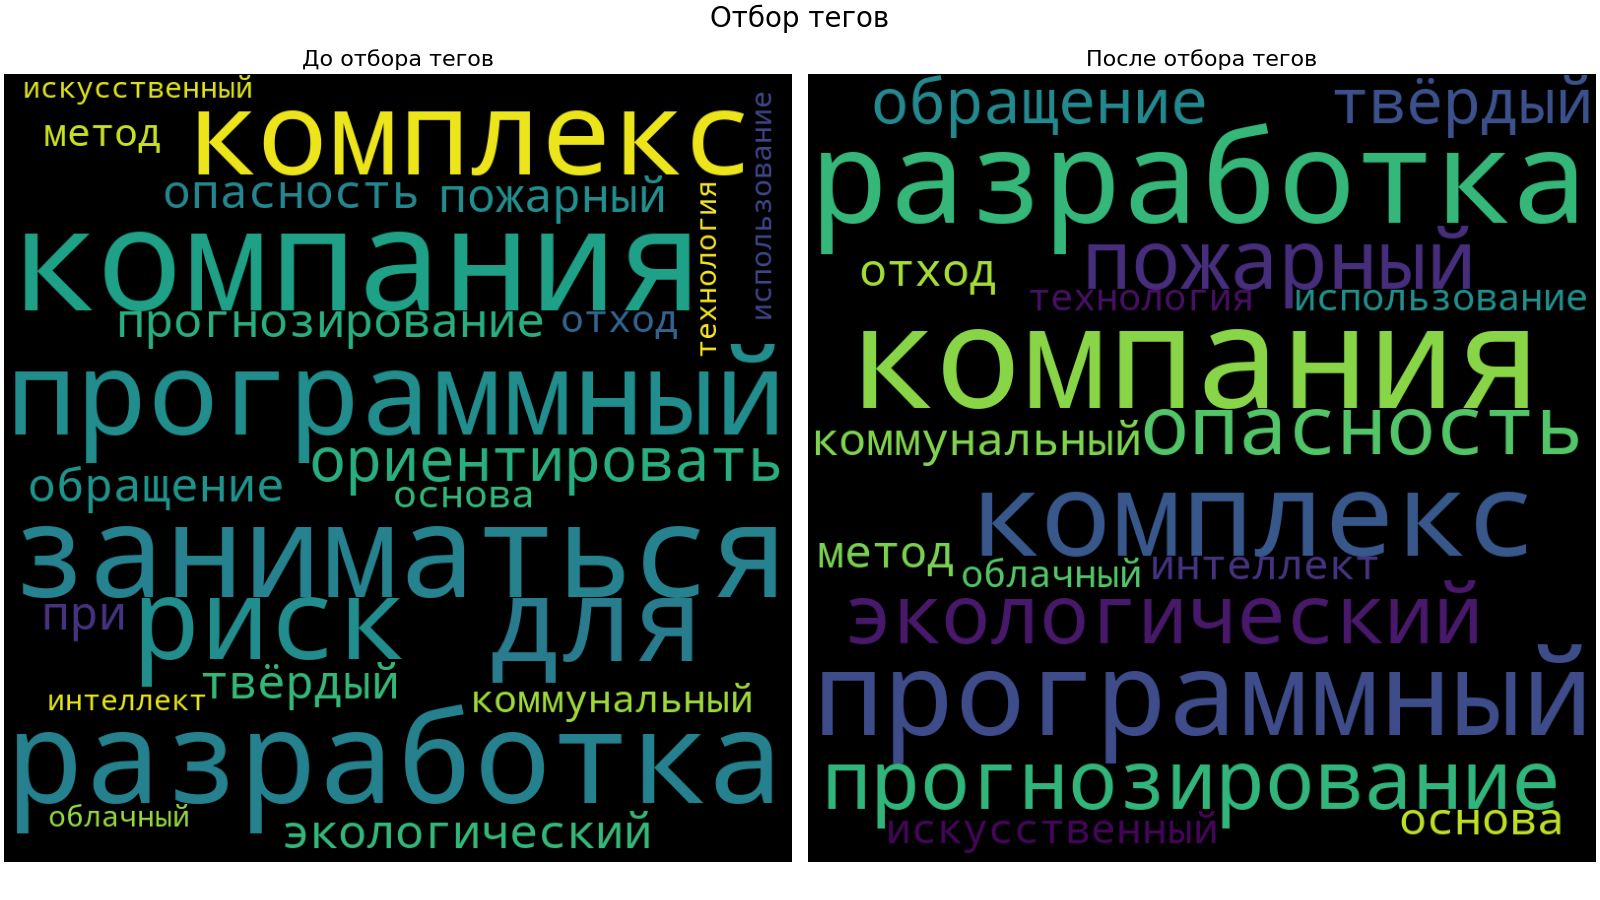 Отбор тегов
До отбора тегов
искусственный
метод
комплекс
использование
опасность
пожарный
технология
компания
прогнозирование
отход
программный
ориентировать
обращение
основа
заниматься
при
риск
для
твёрдый
интеллект
коммунальный
разработка
облачный
экологический
После отбора тегов
обращение
твёрдый
разработка
пожарный
отход
технология
использование
компания
коммунальный
опасность
комплекс
метод
облачный
интеллект
экологический
программный
прогнозирование
искусственный
основа